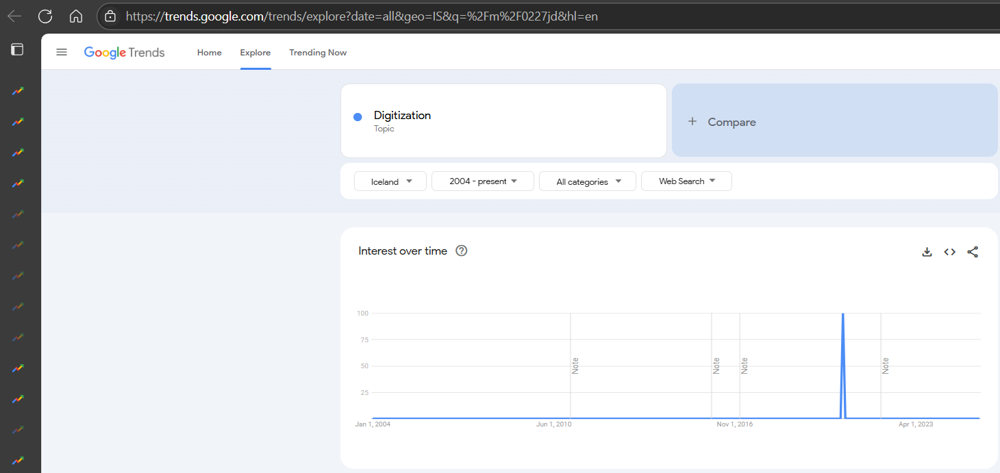 https://trends.google.com/trends/explore?date=all&geo=IS&q=%2Fm%2F0227jd&hl=en
Google Trends Home Explore Trending Now
Digitization
Topic
+ Compare
Iceland 2004 - present All categories Web Search
Interest over time
100
75
50
25
Note
Note
Note
Note
Jan 1, 2004 Jun 1, 2010 Nov 1, 2016 Apr 1, 2023